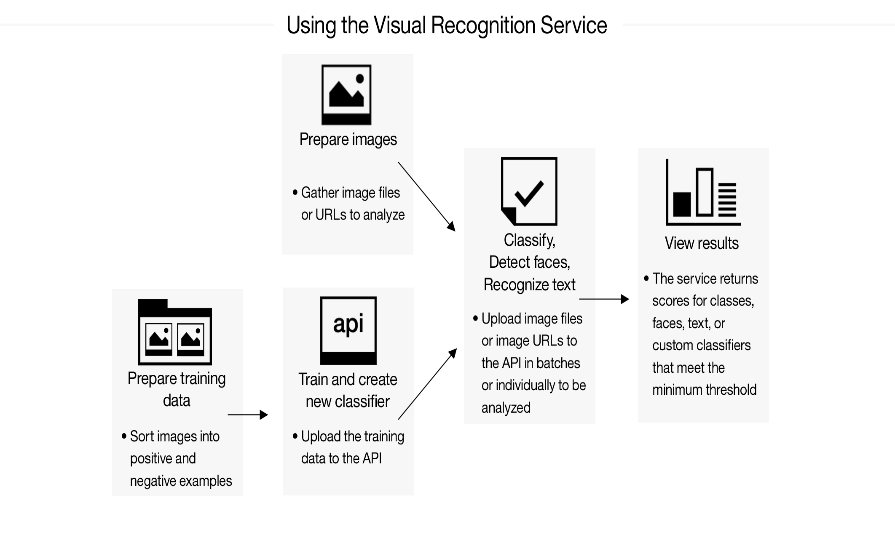 Using the Visual Recognition Service
Prepare images
• Gather image files
or URLs to analyze
Prepare training
data
• Sort images into
positive and
negative examples
api
Train and create
new classifier
• Upload the training
data to the API
Classify,
Detect faces,
Recognize text
• Upload image files
or image URLs to
the API in batches
or individually to be
analyzed
View results
• The service returns
scores for classes,
faces, text, or
custom classifiers
that meet the
minimum threshold